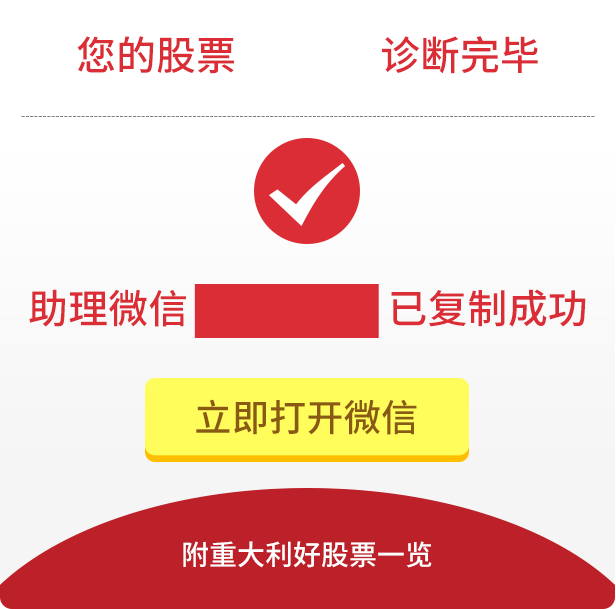 您的股票 诊断完毕
助理微信 已复制成功
立即打开微信
附重大利好股票一览